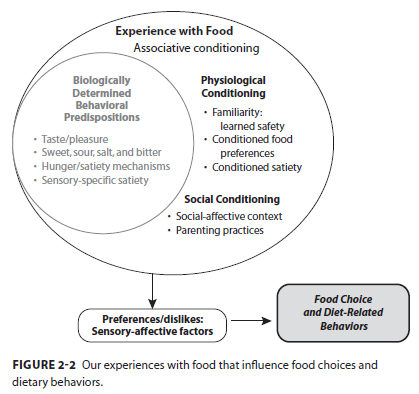 Experience with Food
Associative conditioning
Biologically
Determined
Behavioral
Predispositions
• Taste/pleasure
• Sweet, sour, salt, and bitter
• Hunger/satiety mechanisms
• Sensory-specific satiety
Physiological
Conditioning
• Familiarity:
learned safety
• Conditioned food
preferences
• Conditioned satiety
Social Conditioning
• Social-affective context
• Parenting practices
Preferences/dislikes:
Sensory-affective factors
Food Choice
and Diet-Related
Behaviors
FIGURE 2-2 Our experiences with food that influence food choices and
dietary behaviors.